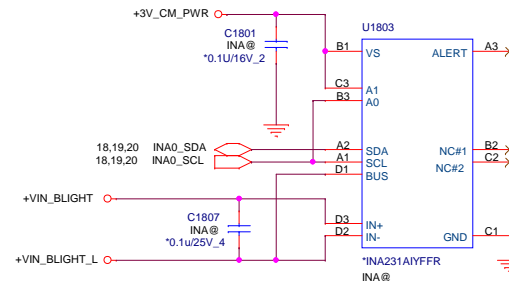 +3V_CM_PWR
U1803
C1801
INA@
*0.1U/16V_2
B1
VS
ALERT
A3
C3
A1
B3
A0
18,19,20 INA0_SDA
A2
SDA
NC#1
B2
18,19,20 INA0_SCL
A1
SCL
NC#2
C2
D1
BUS
+VIN_BLIGHT
C1807
INA@
*0.1u/25V_4
D3
IN+
D2
IN-
GND
C1
+VIN_BLIGHT_L
*INA231AIYFFR
INA@